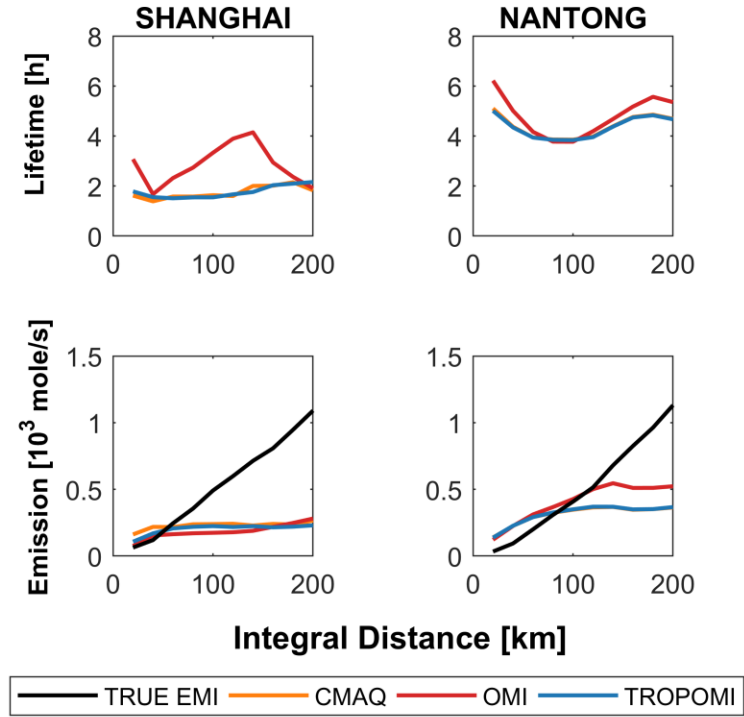 SHANGHAI
NANTONG
Lifetime [h]
8
6
4
2
0
0 100 200
8
6
4
2
0
0 100 200
Emission [10³ mole/s]
1.5
1
0.5
0
0 100 200
1.5
1
0.5
0
0 100 200
Integral Distance [km]
TRUE EMI CMAQ OMI TROPOMI